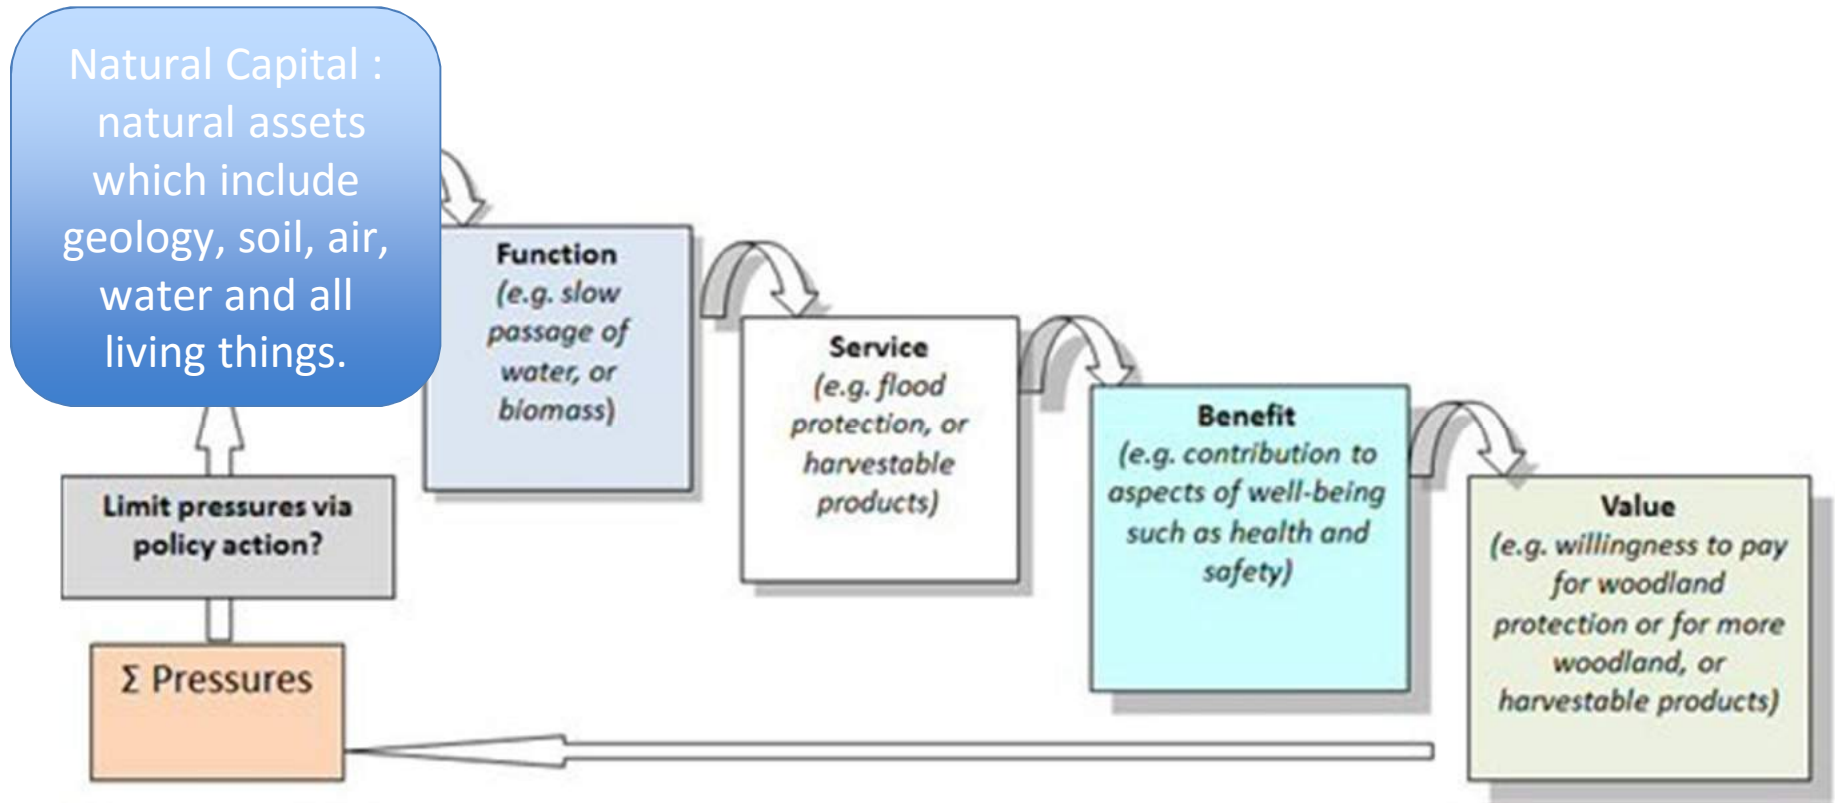 Natural Capital :
natural assets
which include
geology, soil, air,
water and all
living things.
Function
(e.g. slow
passage of
water, or
biomass)
Service
(e.g. flood
protection, or
harvestable
products)
Benefit
(e.g. contribution to
aspects of well-being
such as health and
safety)
Value
(e.g. willingness to pay
for woodland
protection or for more
woodland, or
harvestable products)
Limit pressures via
policy action?
Σ Pressures